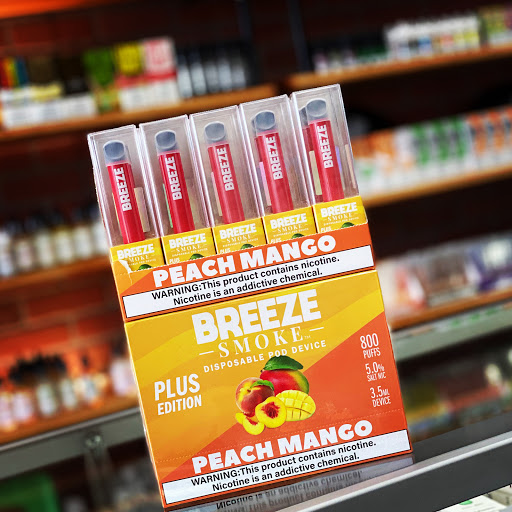 BREEZE
BREEZE
BREEZE
BREEZE
BREEZE
BREEZE
SMOKE
PLUS
BREEZE
SMOKE
BREEZE
SMOKE
BREEZE
SMOKE
BREEZE
PEACH MANGO
WARNING:This product contains nicotine.
Nicotine is an addictive chemical.
BREEZE
SMOKE
DISPOSABLE POD DEVICE
PLUS
EDITION
800
PUFFS
5.0%
SALT NIC
3.5ML
DEVICE
PEACH MANGO
WARNING:This product contains nicotine.
Nicotine is an addictive chemical.